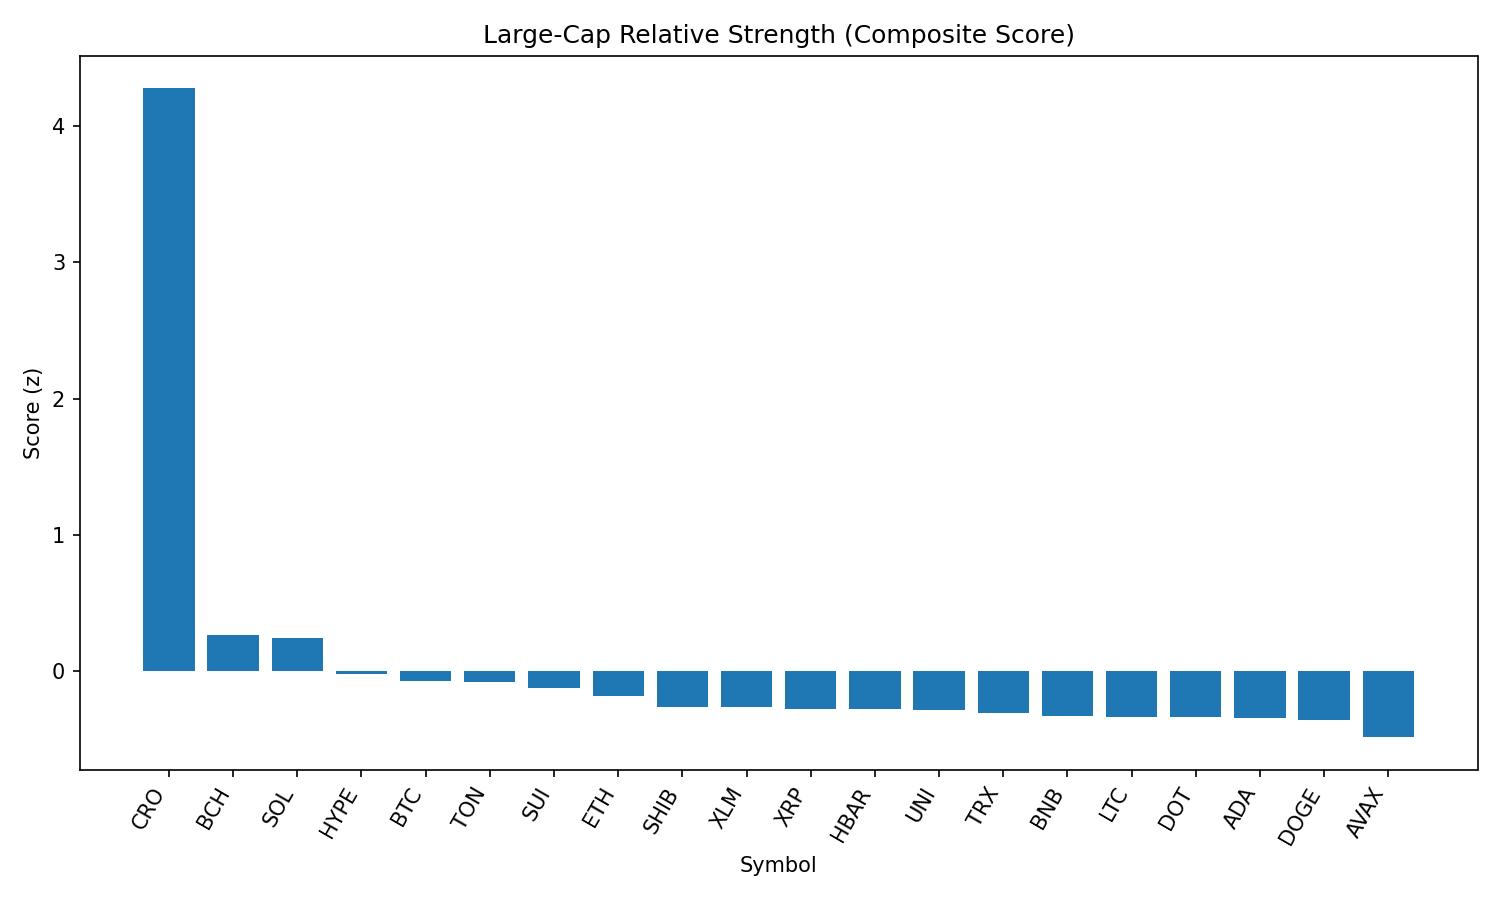 Large-Cap Relative Strength (Composite Score)
Score (z)
4
3
2
1
0
CRO
BCH
SOL
HYPE
BTC
TON
SUI
ETH
SHIB
XLM
XRP
HBAR
UNI
TRX
BNB
LTC
DOT
ADA
DOGE
AVAX
Symbol